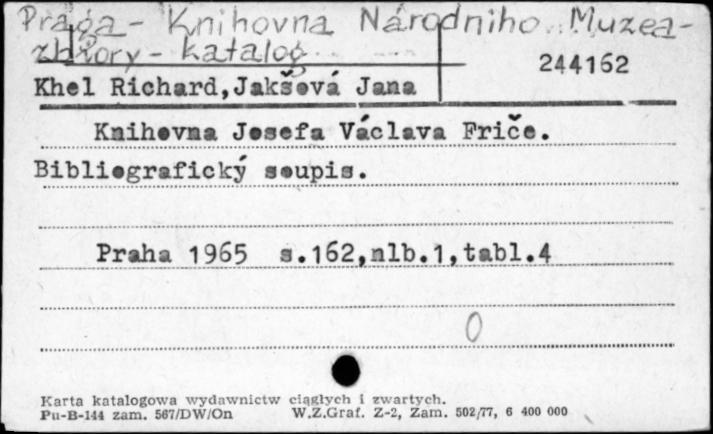 Praga - Knihovna Národniho Muzea -
zbiory - katalog
244162
Khel Richard,Jakšová Jana
Knihovna Josefa Václava Friče.
Bibliografický soupis.
Praha 1965 s.162,nlb.1,tabl.4
0
Karta katalogowa wydawnictw ciągłych i zwartych.
Pu-B-144 zam. 567/DW/On W.Z.Graf. Z-2, Zam. 502/77, 6 400 000